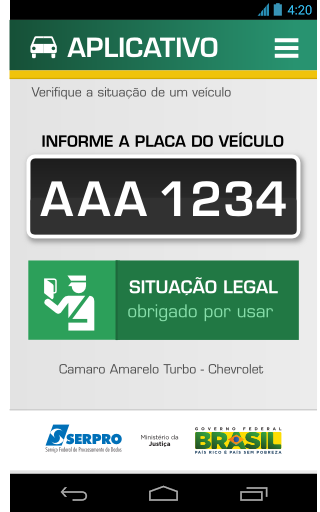 4:20
APLICATIVO
Verifique a situação de um veículo
INFORME A PLACA DO VEÍCULO
AAA 1234
SITUAÇÃO LEGAL
obrigado por usar
Camaro Amarelo Turbo - Chevrolet
SERPRO
Serviço Federal de Processamento de Dados
Ministério da
Justiça
GOVERNO FEDERAL
BRASIL
PAÍS RICO É PAÍS SEM POBREZA